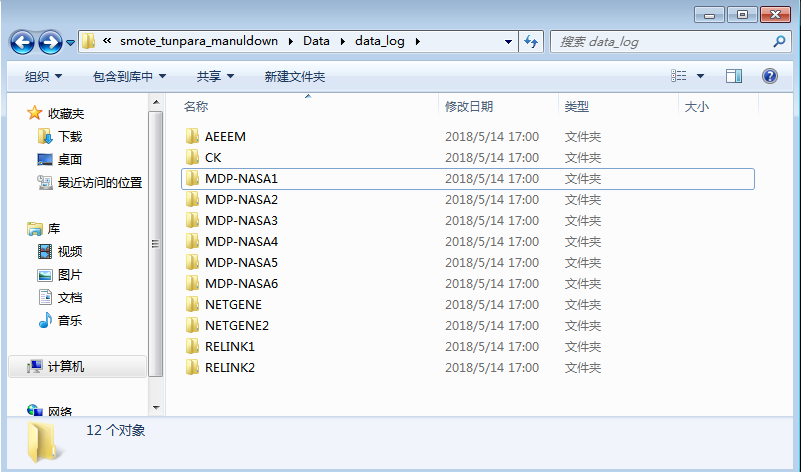 « smote_tunpara_manuldown ▸ Data ▸ data_log ▸
搜索 data_log
组织 包含到库中 共享 新建文件夹
收藏夹
下载
桌面
最近访问的位置
库
视频
图片
文档
音乐
计算机
网络
名称 修改日期 类型 大小
AEEEM 2018/5/14 17:00 文件夹
CK 2018/5/14 17:00 文件夹
MDP-NASA1 2018/5/14 17:00 文件夹
MDP-NASA2 2018/5/14 17:00 文件夹
MDP-NASA3 2018/5/14 17:00 文件夹
MDP-NASA4 2018/5/14 17:00 文件夹
MDP-NASA5 2018/5/14 17:00 文件夹
MDP-NASA6 2018/5/14 17:00 文件夹
NETGENE 2018/5/14 17:00 文件夹
NETGENE2 2018/5/14 17:00 文件夹
RELINK1 2018/5/14 17:00 文件夹
RELINK2 2018/5/14 17:00 文件夹
12 个对象